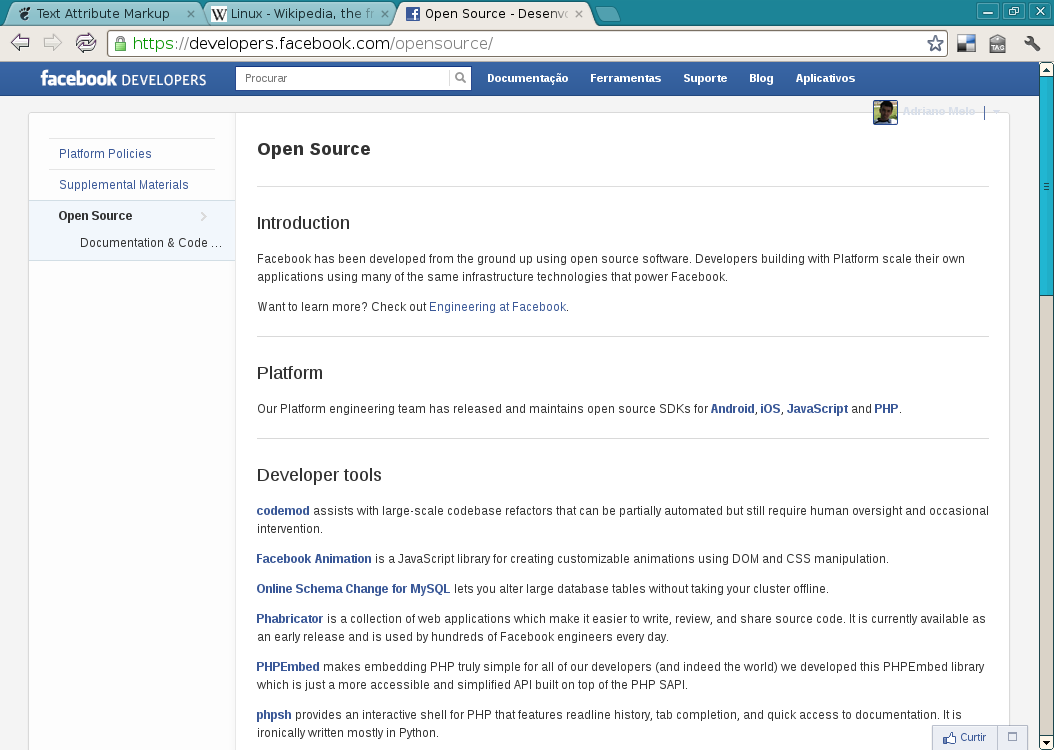 Text Attribute Markup
Linux - Wikipedia, the fr
Open Source - Desenvo
https://developers.facebook.com/opensource/
TAG
facebook DEVELOPERS
Procurar
Documentação Ferramentas Suporte Blog Aplicativos
Adriano Melo
Platform Policies
Supplemental Materials
Open Source
Documentation & Code ...
Open Source
Introduction
Facebook has been developed from the ground up using open source software. Developers building with Platform scale their own
applications using many of the same infrastructure technologies that power Facebook.
Want to learn more? Check out Engineering at Facebook.
Platform
Our Platform engineering team has released and maintains open source SDKs for Android, iOS, JavaScript and PHP.
Developer tools
codemod assists with large-scale codebase refactors that can be partially automated but still require human oversight and occasional
intervention.
Facebook Animation is a JavaScript library for creating customizable animations using DOM and CSS manipulation.
Online Schema Change for MySQL lets you alter large database tables without taking your cluster offline.
Phabricator is a collection of web applications which make it easier to write, review, and share source code. It is currently available as
an early release and is used by hundreds of Facebook engineers every day.
PHPEmbed makes embedding PHP truly simple for all of our developers (and indeed the world) we developed this PHPEmbed library
which is just a more accessible and simplified API built on top of the PHP SAPI.
phpsh provides an interactive shell for PHP that features readline history, tab completion, and quick access to documentation. It is
ironically written mostly in Python.
Curtir